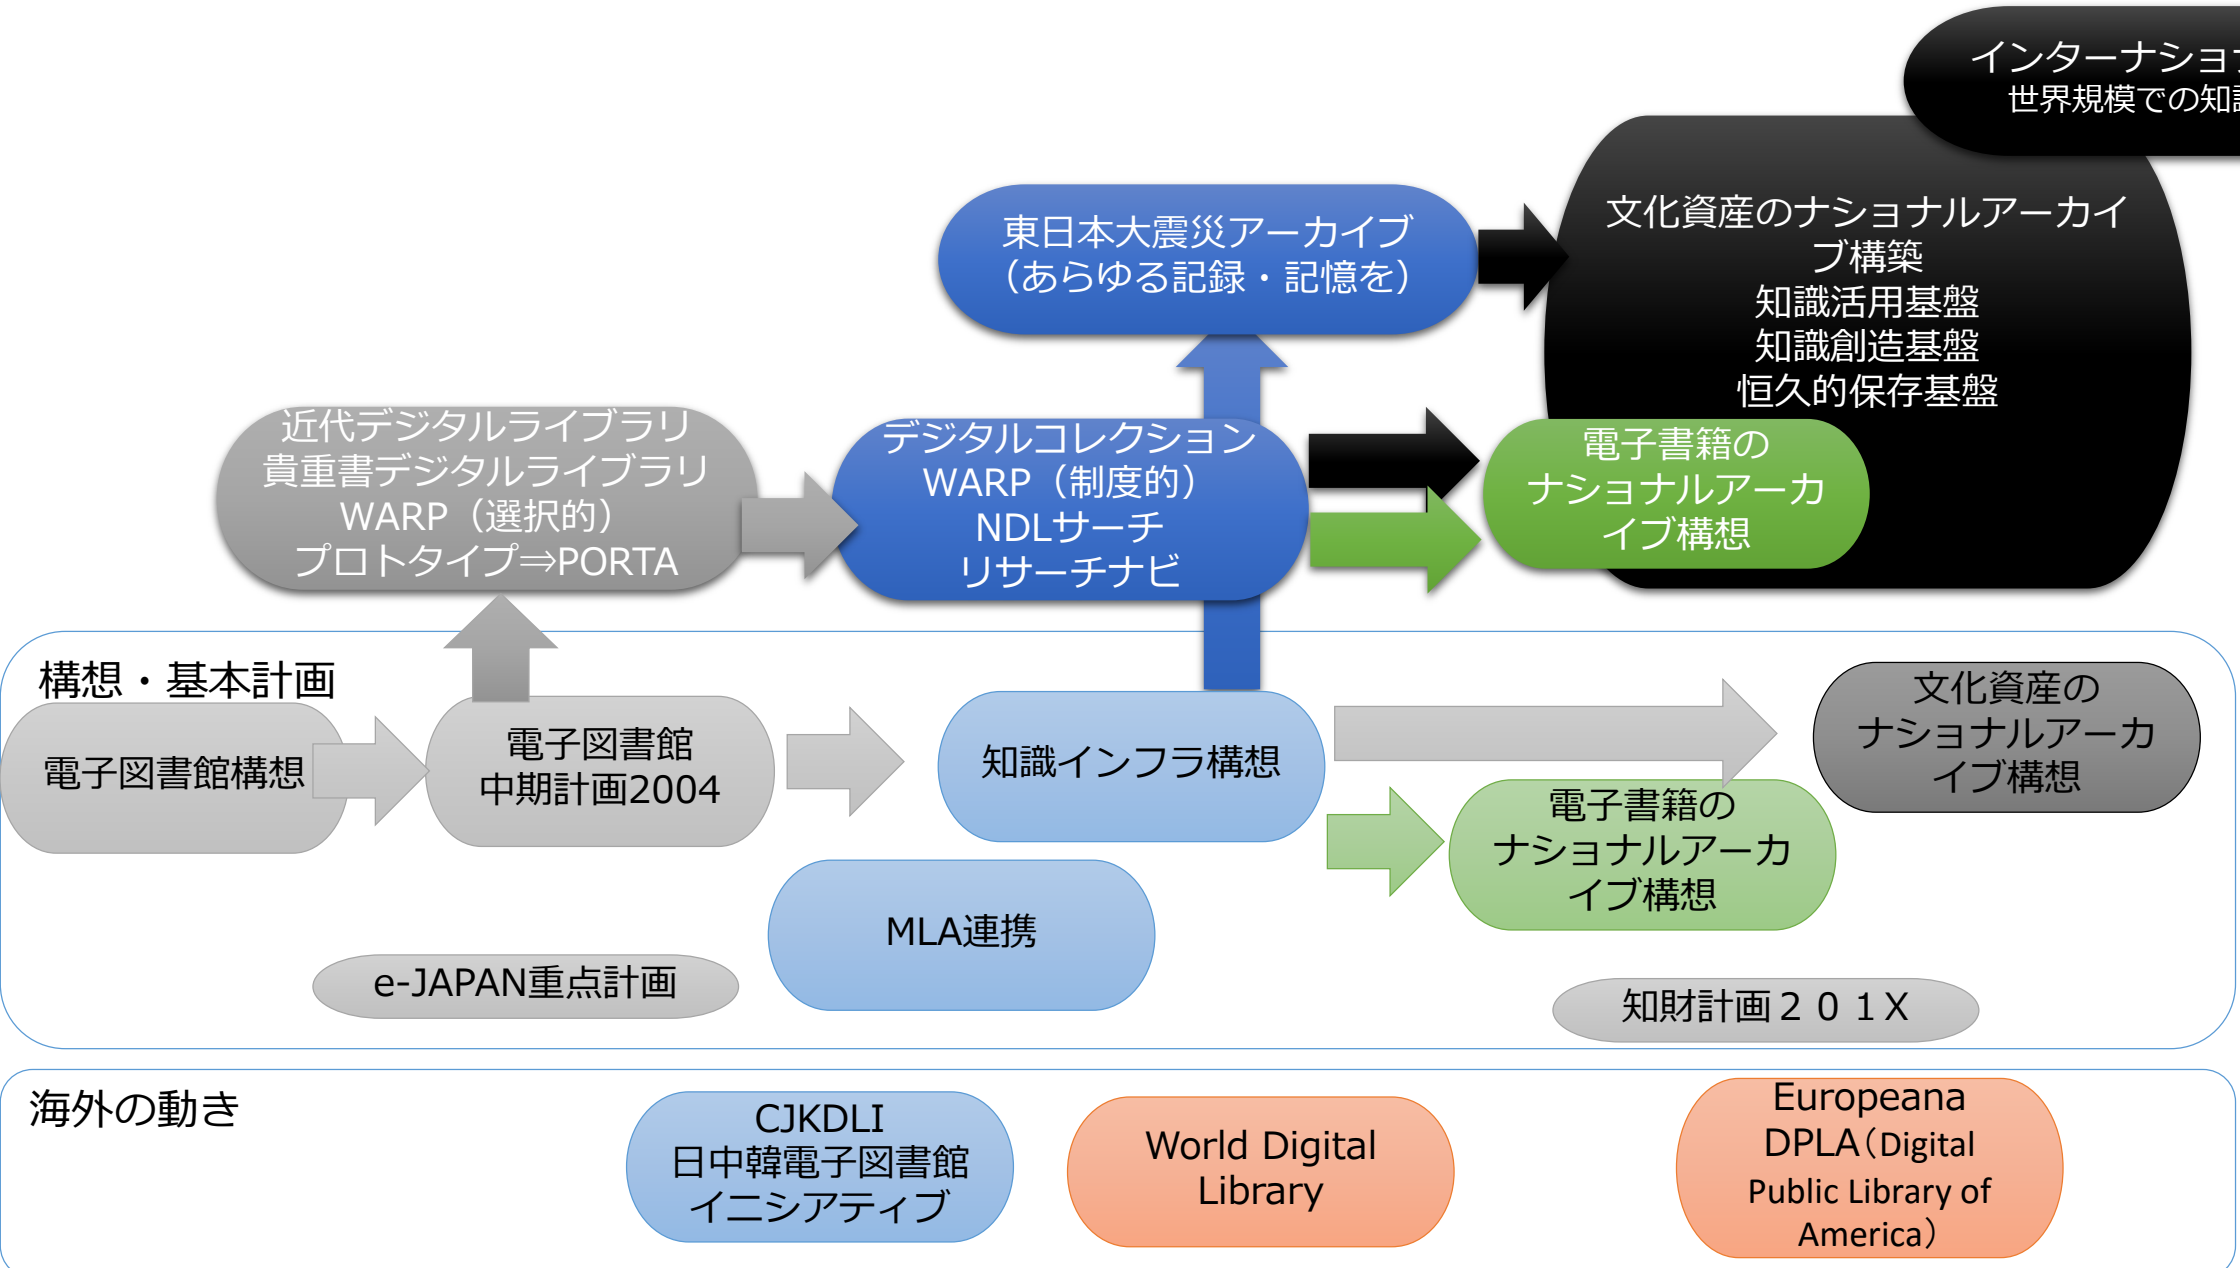 インターナショナ
世界規模での知
文化資産のナショナルアーカイ
ブ構築
知識活用基盤
知識創造基盤
恒久的保存基盤
東日本大震災アーカイブ
（あらゆる記録・記憶を）
近代デジタルライブラリ
貴重書デジタルライブラリ
WARP（選択的）
プロトタイプ⇒PORTA
デジタルコレクション
WARP（制度的）
NDLサーチ
リサーチナビ
電子書籍の
ナショナルアーカ
イブ構想
構想・基本計画
電子図書館構想
電子図書館
中期計画2004
知識インフラ構想
文化資産の
ナショナルアーカ
イブ構想
電子書籍の
ナショナルアーカ
イブ構想
MLA連携
e-JAPAN重点計画
知財計画２０１X
海外の動き
CJKDLI
日中韓電子図書館
イニシアティブ
World Digital
Library
Europeana
DPLA（Digital
Public Library of
America）